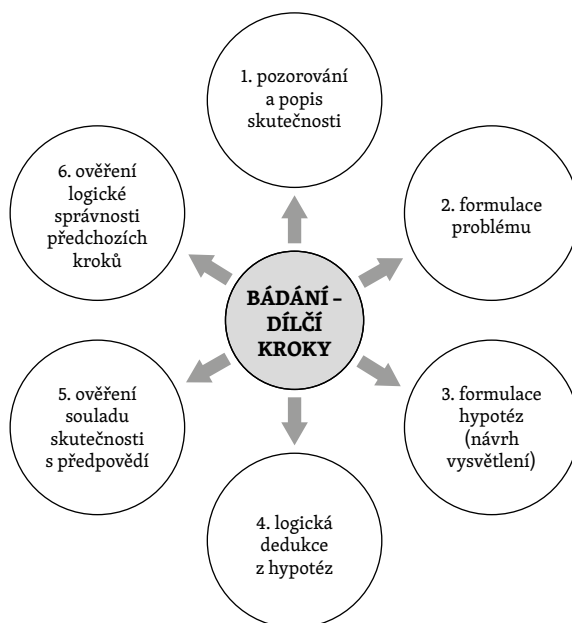 1. pozorování
a popis
skutečnosti
2. formulace
problému
3. formulace
hypotéz
(návrh
vysvětlení)
4. logická
dedukce
z hypotéz
5. ověření
souladu
skutečnosti
s předpovědí
6. ověření
logické
správnosti
předchozích
kroků
BÁDÁNÍ –
DÍLČÍ
KROKY